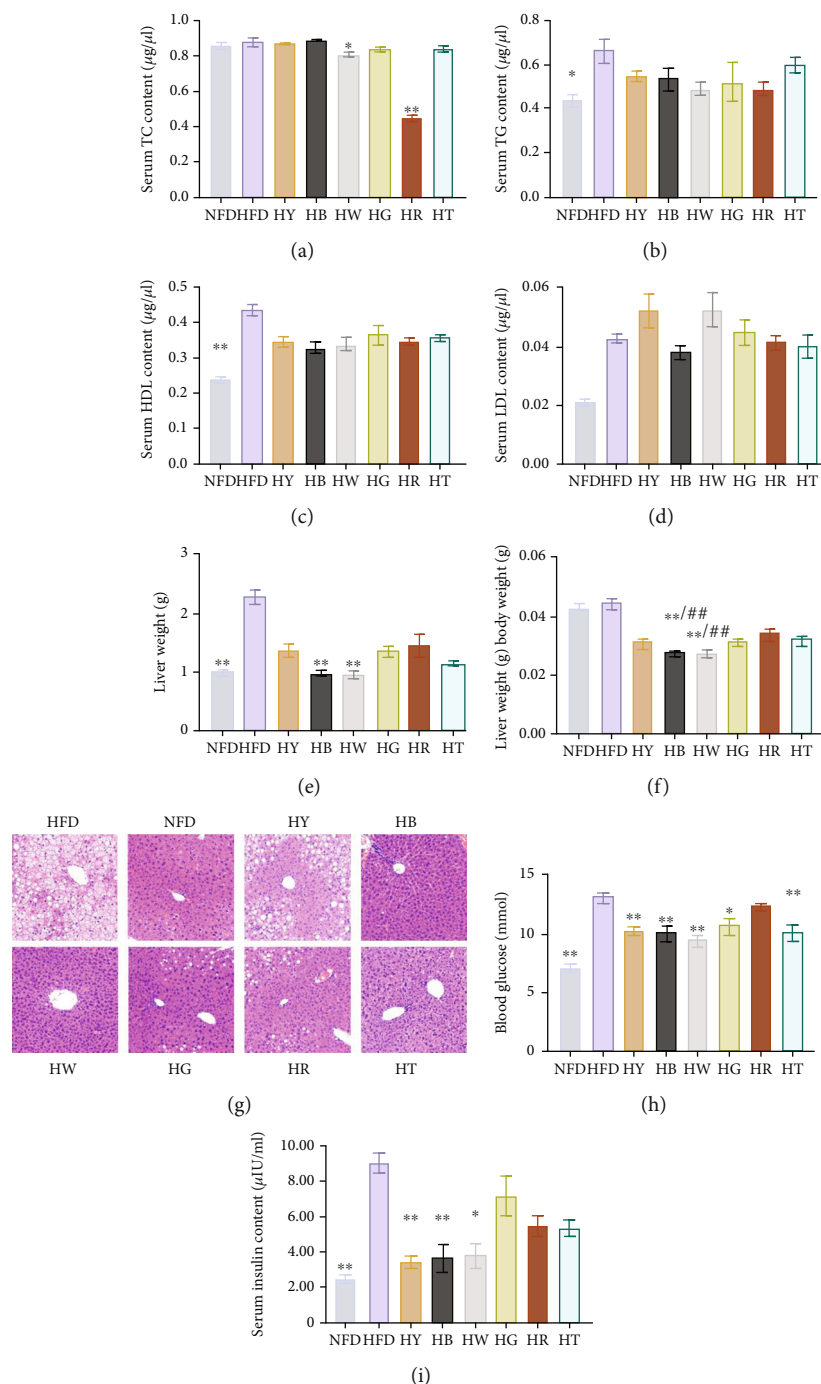 Serum TC content (μg/μl)
1.0
0.8
0.6
0.4
0.2
0.0
*
**
NFD HFD HY HB HW HG HR HT
(a)
Serum TG content (μg/μl)
0.8
0.6
0.4
0.2
0.0
*
NFD HFD HY HB HW HG HR HT
(b)
Serum HDL content (μg/μl)
0.5
0.4
0.3
0.2
0.1
0.0
**
NFD HFD HY HB HW HG HR HT
(c)
Serum LDL content (μg/μl)
0.06
0.04
0.02
0.00
NFD HFD HY HB HW HG HR HT
(d)
Liver weight (g)
3
2
1
0
** ** **
NFD HFD HY HB HW HG HR HT
(e)
Liver weight (g) body weight (g)
0.06
0.04
0.02
0.00
**/##
**/##
NFD HFD HY HB HW HG HR HT
(f)
HFD NFD HY HB
HW HG HR HT
(g)
Blood glucose (mmol)
15
10
5
0
** ** ** ** * **
NFD HFD HY HB HW HG HR HT
(h)
Serum insulin content (μIU/ml)
10.00
8.00
6.00
4.00
2.00
0.00
** ** ** *
NFD HFD HY HB HW HG HR HT
(i)